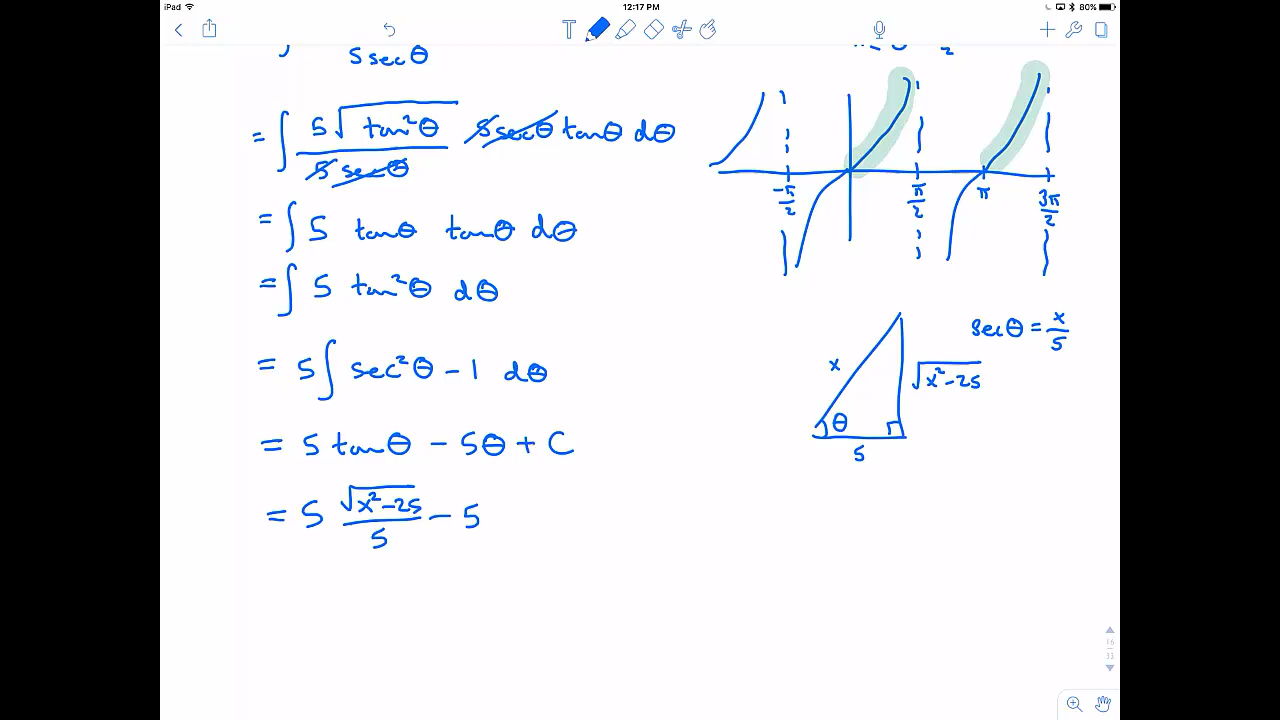 iPad 12:17 PM 80%
T
∫ 5 sec θ
= ∫ 5√tan²θ / 5 sec θ 5 sec θ tan θ dθ
= ∫ 5 tan θ tan θ dθ
= ∫ 5 tan²θ dθ
= 5 ∫ sec²θ - 1 dθ
= 5 tan θ - 5θ + C
= 5 √x²-25 / 5 - 5
-π/2 π/2 π 3π/2
sec θ = x/5
x √x²-25
θ
5
16
33